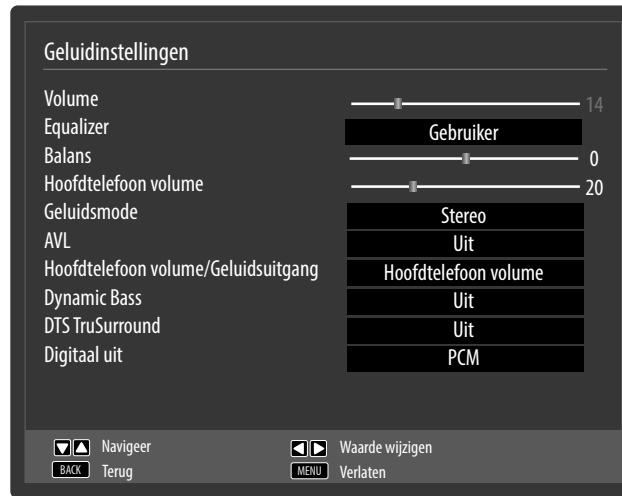 Geluidinstellingen
Volume 14
Equalizer Gebruiker
Balans 0
Hoofdtelefoon volume 20
Geluidsmode Stereo
AVL Uit
Hoofdtelefoon volume/Geluidsuitgang Hoofdtelefoon volume
Dynamic Bass Uit
DTS TruSurround Uit
Digitaal uit PCM
Navigeer Waarde wijzigen
BACK Terug MENU Verlaten